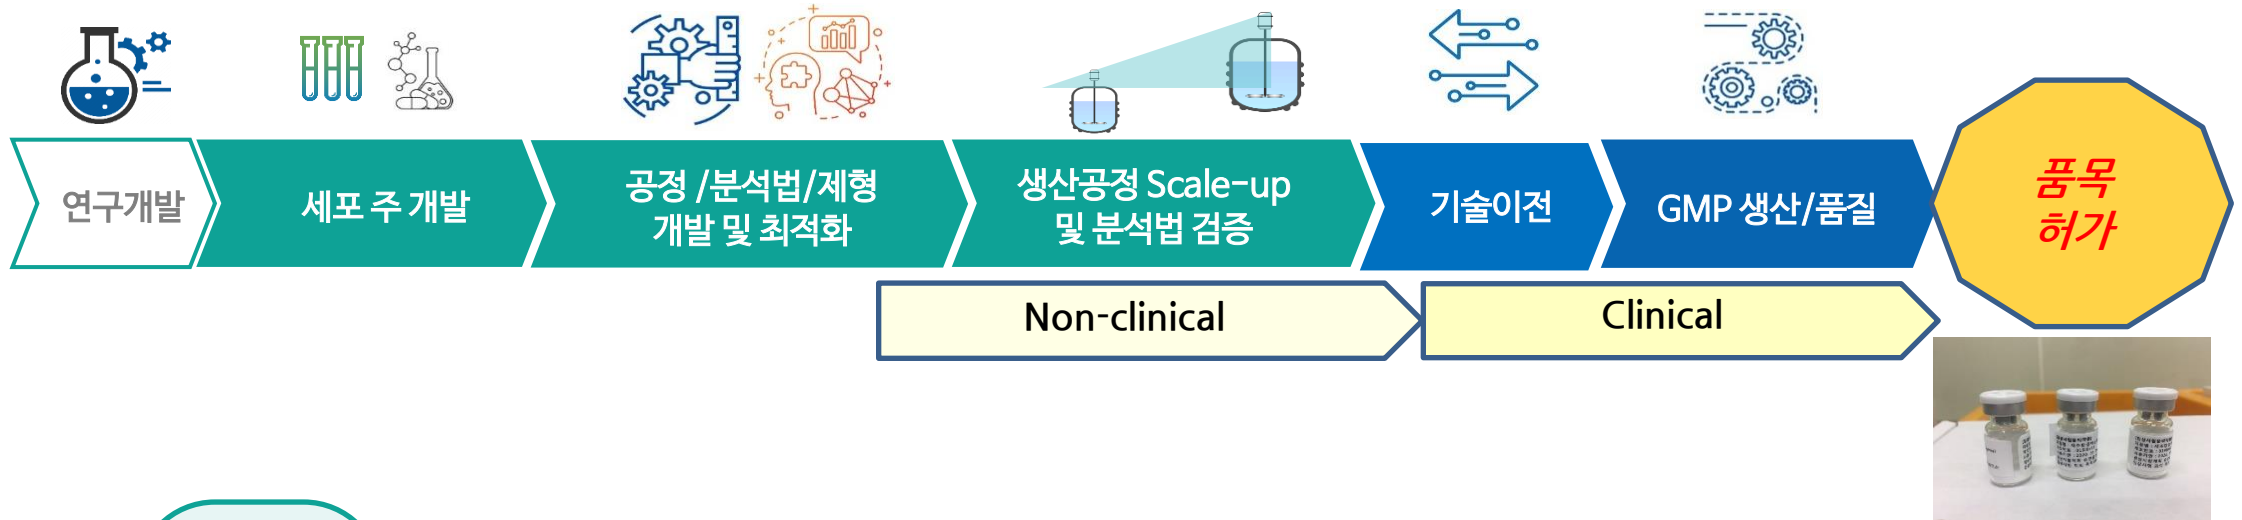 연구개발
세포 주 개발
공정 /분석법/제형
개발 및 최적화
생산공정 Scale-up
및 분석법 검증
기술이전
GMP 생산/품질
품목
허가
Non-clinical
Clinical